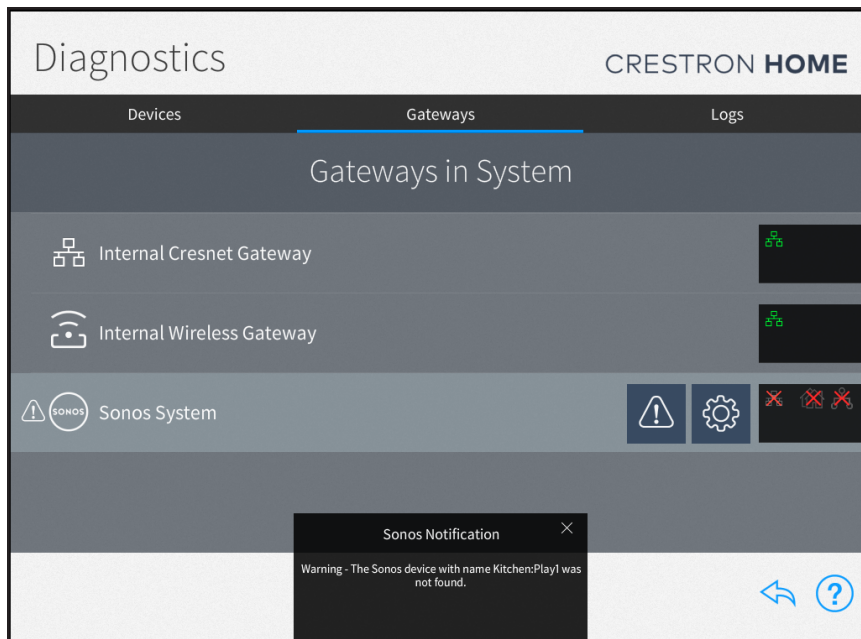 Diagnostics
CRESTRON HOME
Devices
Gateways
Logs
Gateways in System
Internal Cresnet Gateway
Internal Wireless Gateway
SONOS
Sonos System
Sonos Notification
Warning - The Sonos device with name Kitchen:Play1 was
not found.
?